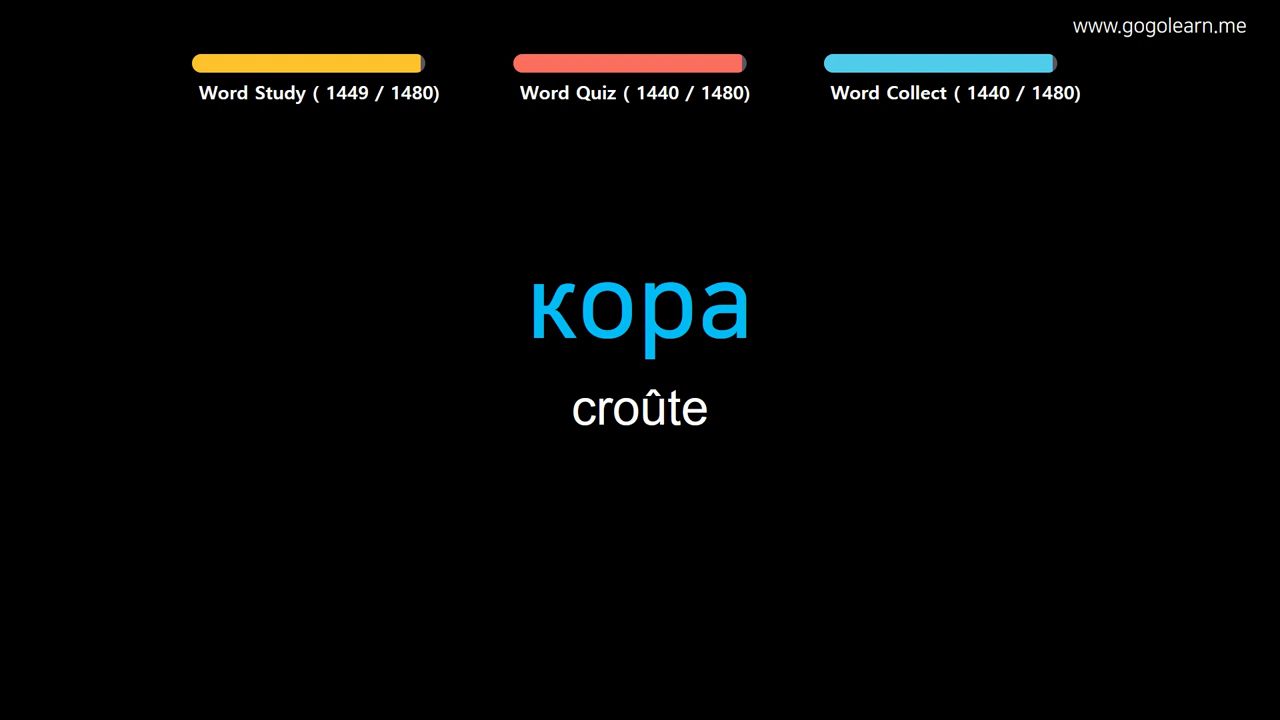 www.gogolearn.me
Word Study ( 1449 / 1480)
Word Quiz ( 1440 / 1480)
Word Collect ( 1440 / 1480)
кора
croûte